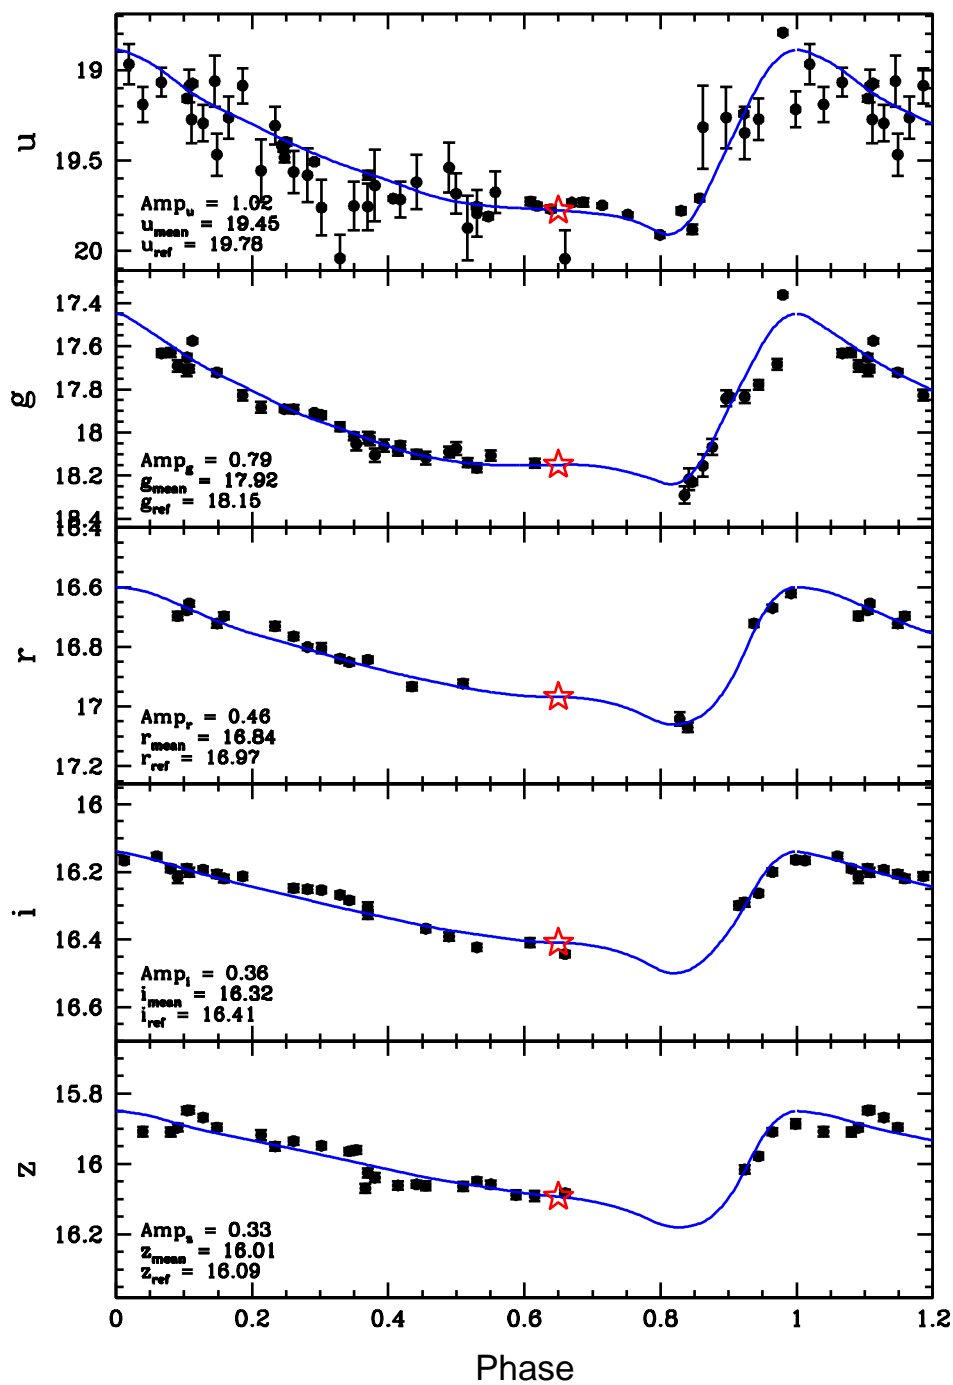 19
19.5
20
u
Amp_u = 1.02
u_mean = 19.45
u_ref = 19.78
17.4
17.6
17.8
18
18.2
18.4
g
Amp_g = 0.79
g_mean = 17.92
g_ref = 18.15
16.4
16.6
16.8
17
17.2
r
Amp_r = 0.46
r_mean = 16.84
r_ref = 16.97
16
16.2
16.4
16.6
i
Amp_i = 0.36
i_mean = 16.32
i_ref = 16.41
15.8
16
16.2
z
Amp_z = 0.33
z_mean = 16.01
z_ref = 16.09
0 0.2 0.4 0.6 0.8 1 1.2
Phase